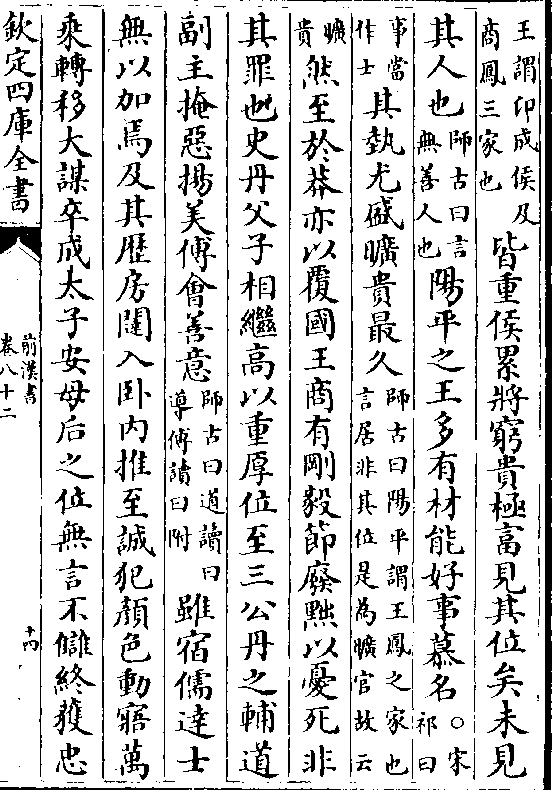 王謂卭成侯及
商鳳三家也
皆重侯累將窮貴極富見其位矣未見
其人也
師古曰言
無善人也
陽平之王多有材能好事慕名
○宋
祁曰
事當
作士
其埶尤盛曠貴最久
師古曰陽平謂王鳳之家也
言居非其位是為曠官故云
曠
貴
然至於莽亦以覆國王商有剛毅節廢黜以憂死非
其罪也史丹父子相繼高以重厚位至三公丹之輔道
副主掩惡揚美傅會善意
師古曰道讀曰
導傅讀曰附
雖宿儒達士
無以加焉及其歷房闥入卧内推至誠犯顔色動寤萬
乘轉移大謀卒成太子安母后之位無言不讎終獲忠
欽定四庫全書
前漢書
卷八十二
十四